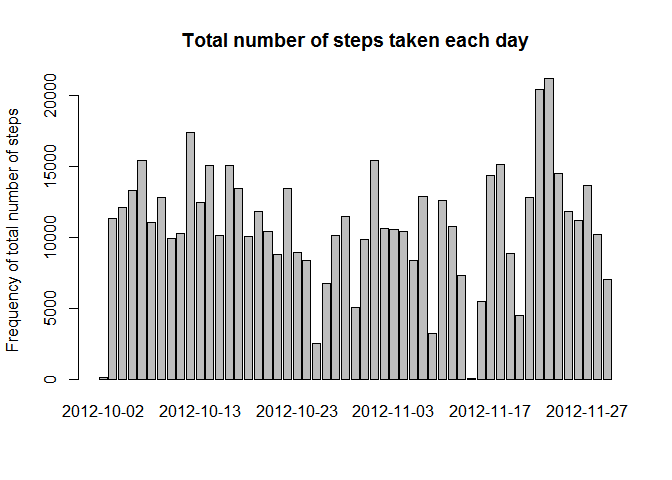 Total number of steps taken each day
Frequency of total number of steps
20000
15000
10000
5000
0
2012-10-02 2012-10-13 2012-10-23 2012-11-03 2012-11-17 2012-11-27